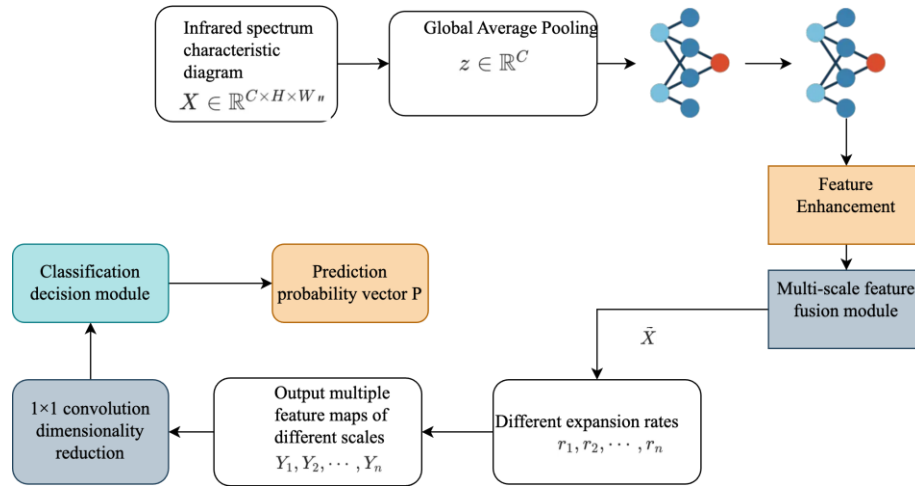 Infrared spectrum
characteristic
diagram
X ∈ ℝ^{C×H×W n}
Global Average Pooling
z ∈ ℝ^C
Feature
Enhancement
Multi-scale feature
fusion module
X̄
Different expansion rates
r₁, r₂, ⋯ , rₙ
Output multiple
feature maps of
different scales
Y₁, Y₂, ⋯ , Yₙ
1×1 convolution
dimensionality
reduction
Classification
decision module
Prediction
probability vector P